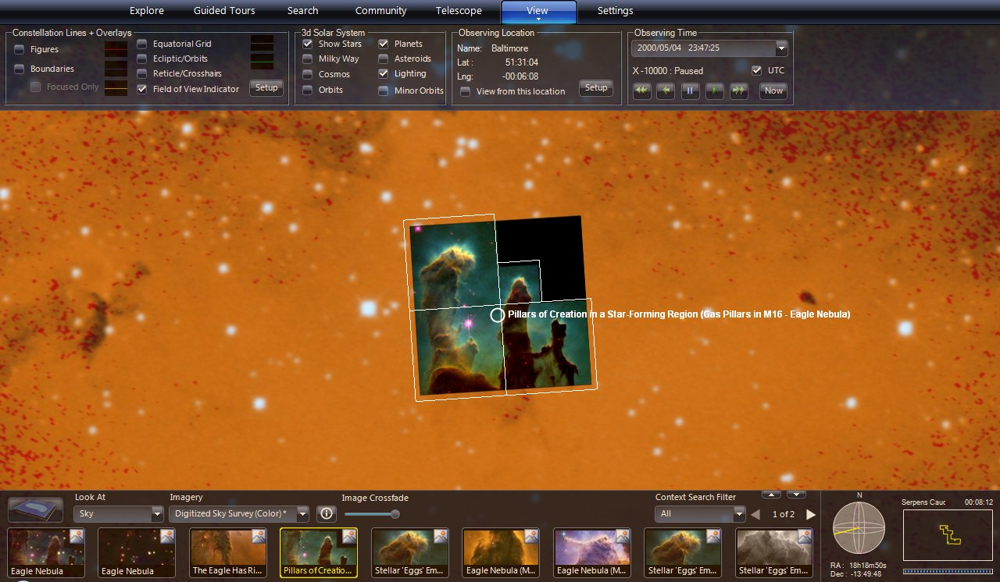 Explore Guided Tours Search Community Telescope View Settings
Constellation Lines + Overlays
Figures
Boundaries
Focused Only
Equatorial Grid
Ecliptic/Orbits
Reticle/Crosshairs
Field of View Indicator
Setup
3d Solar System
Show Stars Planets
Milky Way Asteroids
Cosmos Lighting
Orbits Minor Orbits
Observing Location
Name: Baltimore
Lat : 51:31:04
Lng: -00:06:08
View from this location
Setup
Observing Time
2000/05/04 23:47:25
X -10000 : Paused UTC
Now
Pillars of Creation in a Star-Forming Region (Gas Pillars in M16 - Eagle Nebula)
Look At Imagery Image Crossfade Context Search Filter
Sky Digitized Sky Survey (Color) * All 1 of 2
Eagle Nebula
Eagle Nebula
The Eagle Has Ri...
Pillars of Creatio...
Stellar 'Eggs' Em...
Eagle Nebula (M...
Eagle Nebula (M...
Stellar 'Eggs' Em...
Stellar 'Eggs' Em...
N
RA : 18h18m50s
Dec : -13:49:48
Serpens Cauc 00:08:12